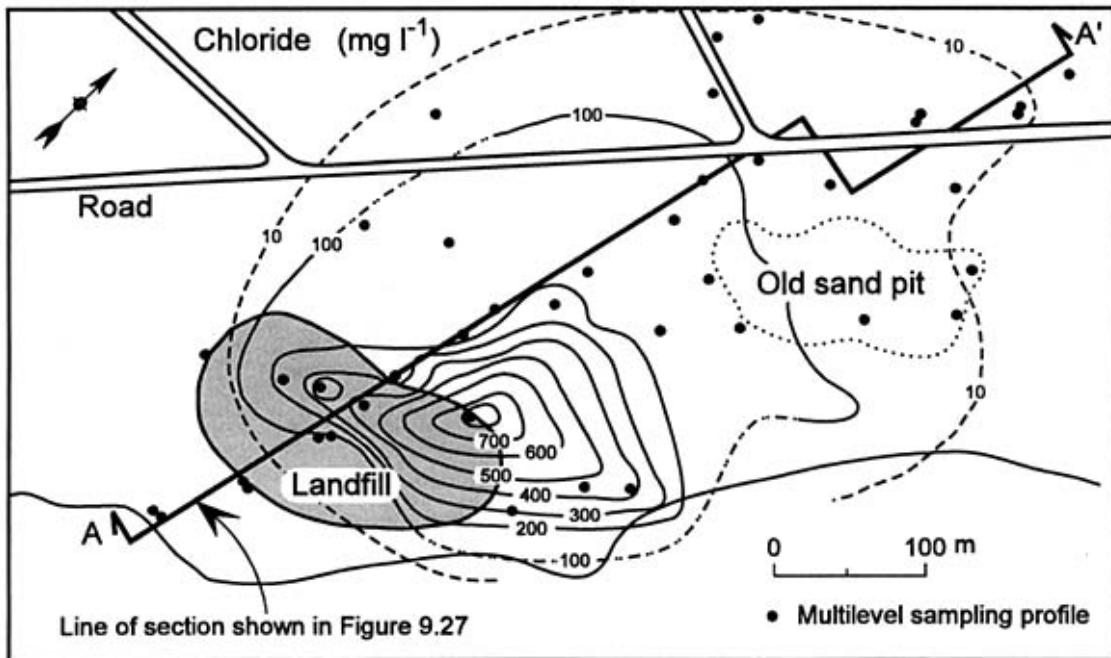 Chloride (mg l⁻¹)
10
A'
100
Road
10
100
Old sand pit
10
700
600
500
Landfill
400
300
200
100
A
0 100 m
Line of section shown in Figure 9.27
Multilevel sampling profile